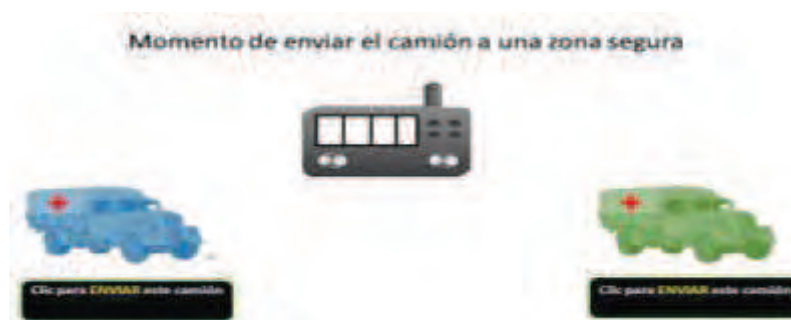 Momento de enviar el camión a una zona segura
Clic para ENVIAR este camión
Clic para ENVIAR este camión